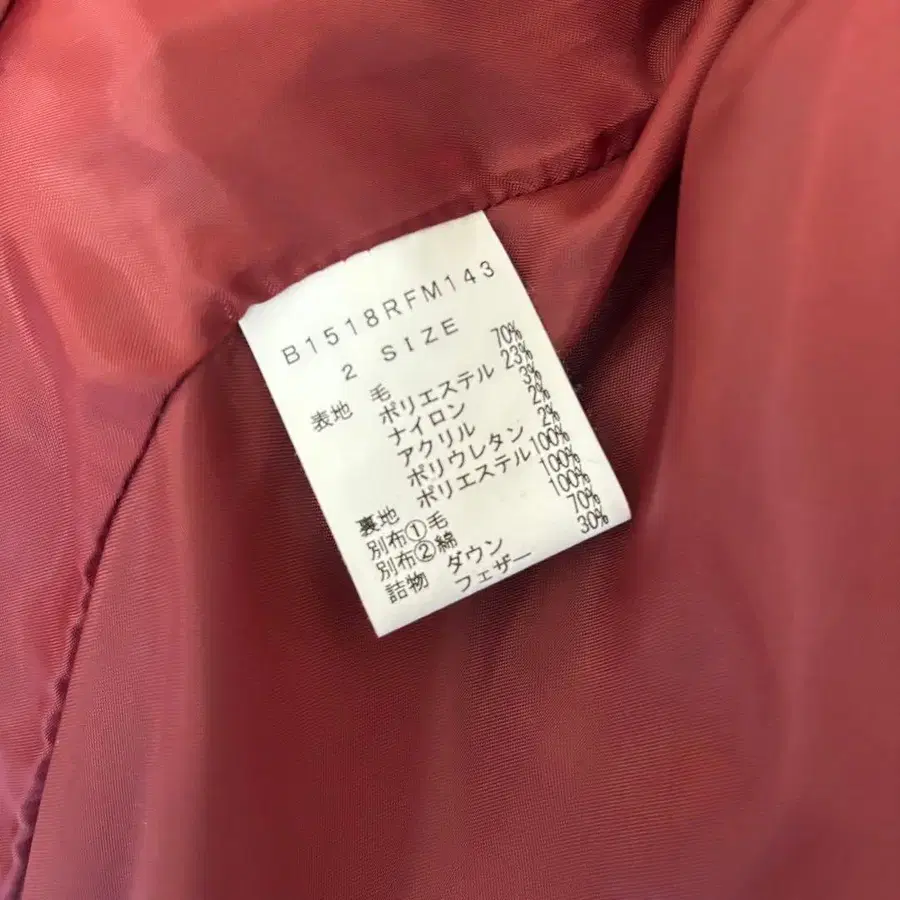 B1518RFM143
2 SIZE
表地 毛 70%
ポリエステル 23%
ナイロン 3%
アクリル 2%
ポリウレタン 2%
裏地 ポリエステル 100%
別布①毛 100%
別布②綿 100%
詰物 ダウン 70%
フェザー 30%